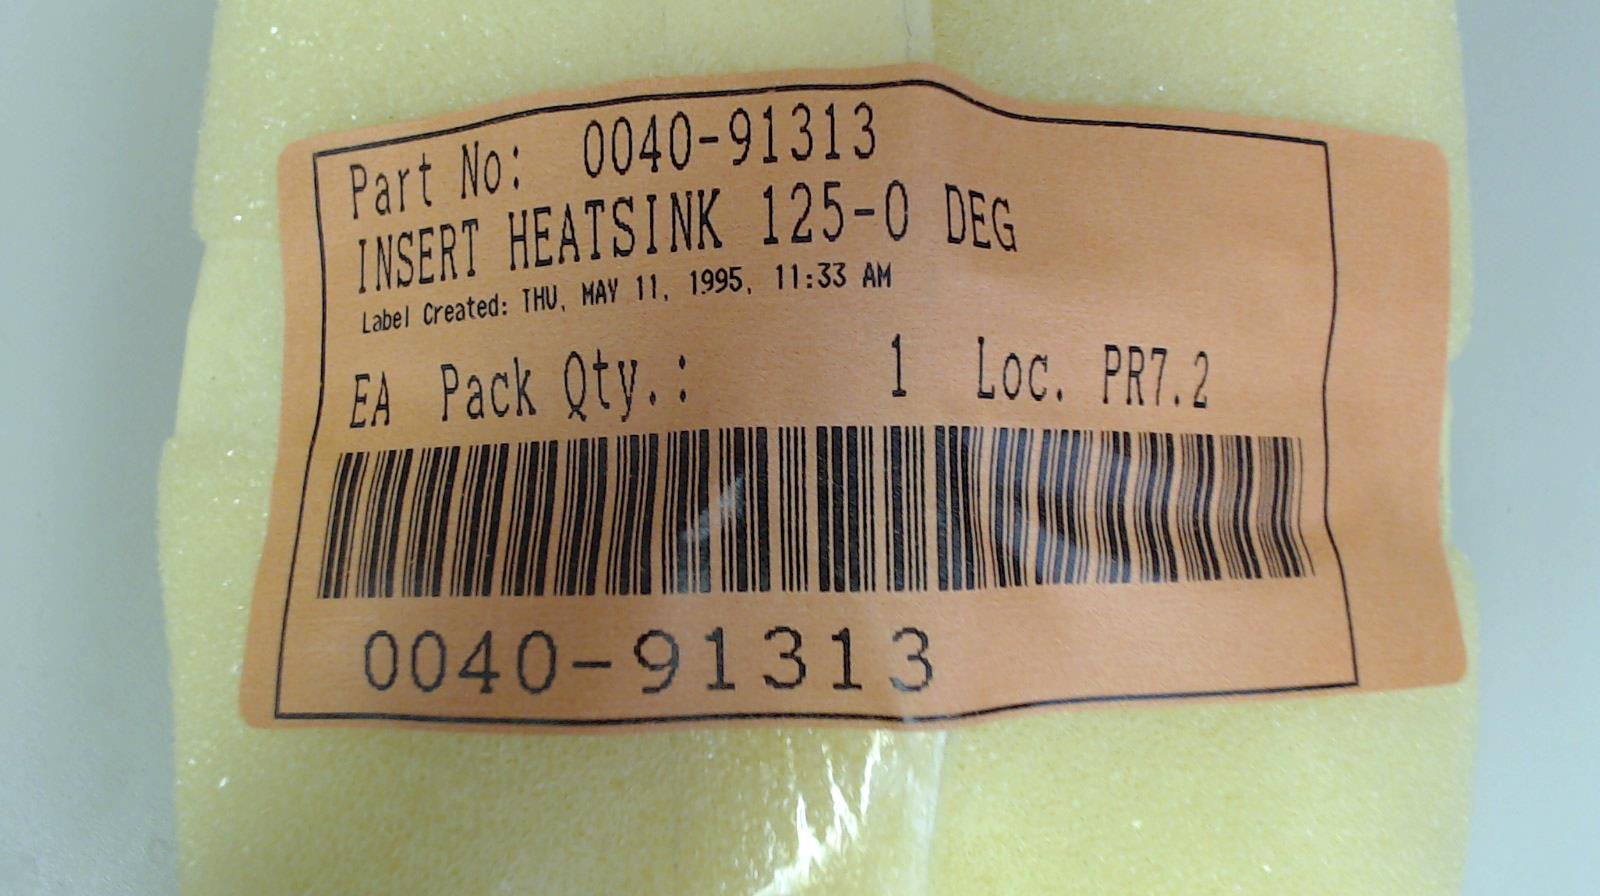 Part No: 0040-91313
INSERT HEATSINK 125-0 DEG
Label Created: THU, MAY 11, 1995, 11:33 AM
EA Pack Qty.: 1 Loc. PR7.2
0040-91313